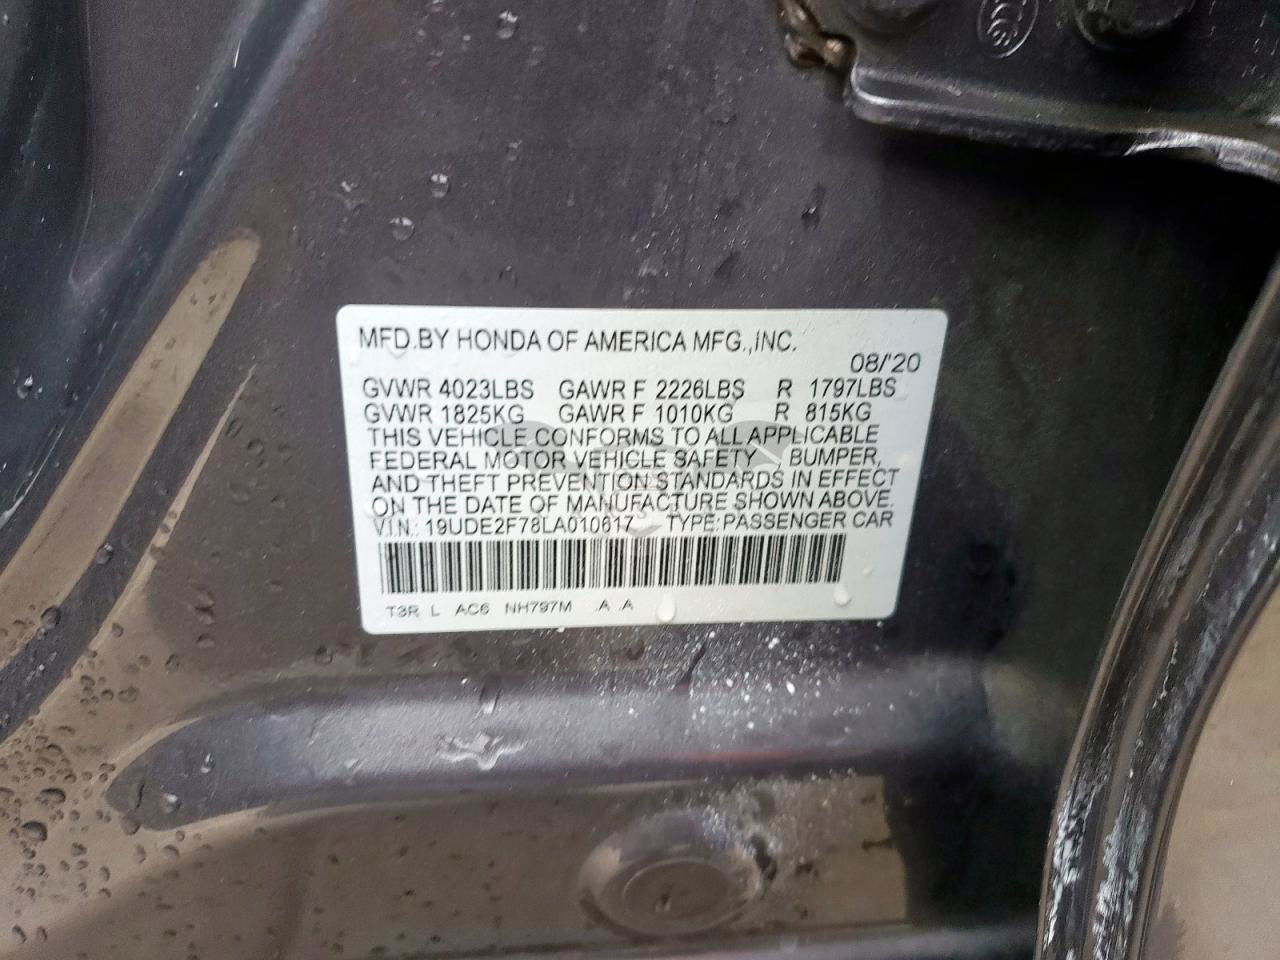 MFD.BY HONDA OF AMERICA MFG.,INC.
08/'20
GVWR 4023LBS GAWR F 2226LBS R 1797LBS
GVWR 1825KG GAWR F 1010KG R 815KG
THIS VEHICLE CONFORMS TO ALL APPLICABLE
FEDERAL MOTOR VEHICLE SAFETY , BUMPER,
AND THEFT PREVENTION STANDARDS IN EFFECT
ON THE DATE OF MANUFACTURE SHOWN ABOVE.
V.I.N.: 19UDE2F78LA010617 TYPE:PASSENGER CAR
T3R L AC6 NH797M .A .A